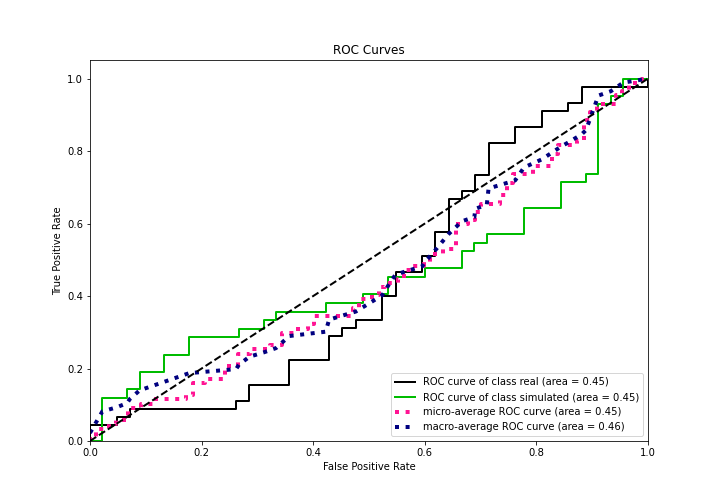 ROC Curves
True Positive Rate
1.0
0.8
0.6
0.4
0.2
0.0
ROC curve of class real (area = 0.45)
ROC curve of class simulated (area = 0.45)
micro-average ROC curve (area = 0.45)
macro-average ROC curve (area = 0.46)
0.0 0.2 0.4 0.6 0.8 1.0
False Positive Rate